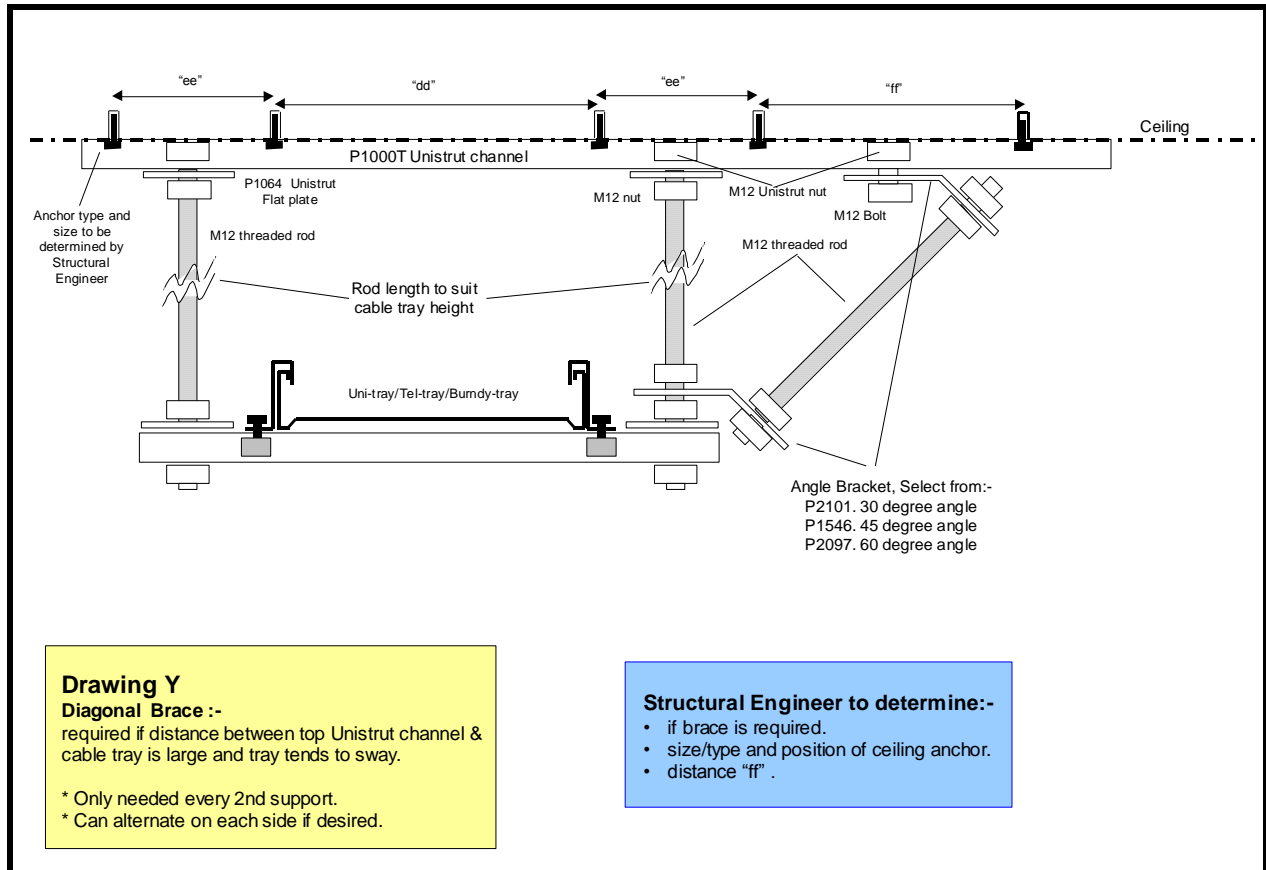 “ee”
“dd”
“ee”
“ff”
Ceiling
P1000T Unistrut channel
P1064 Unistrut
Flat plate
M12 nut
M12 Unistrut nut
M12 Bolt
Anchor type and
size to be
determined by
Structural
Engineer
M12 threaded rod
M12 threaded rod
Rod length to suit
cable tray height
Uni-tray/Tel-tray/Burndy-tray
Angle Bracket, Select from:-
P2101. 30 degree angle
P1546. 45 degree angle
P2097. 60 degree angle
Drawing Y
Diagonal Brace :-
required if distance between top Unistrut channel &
cable tray is large and tray tends to sway.
* Only needed every 2nd support.
* Can alternate on each side if desired.
Structural Engineer to determine:-
• if brace is required.
• size/type and position of ceiling anchor.
• distance “ff” .